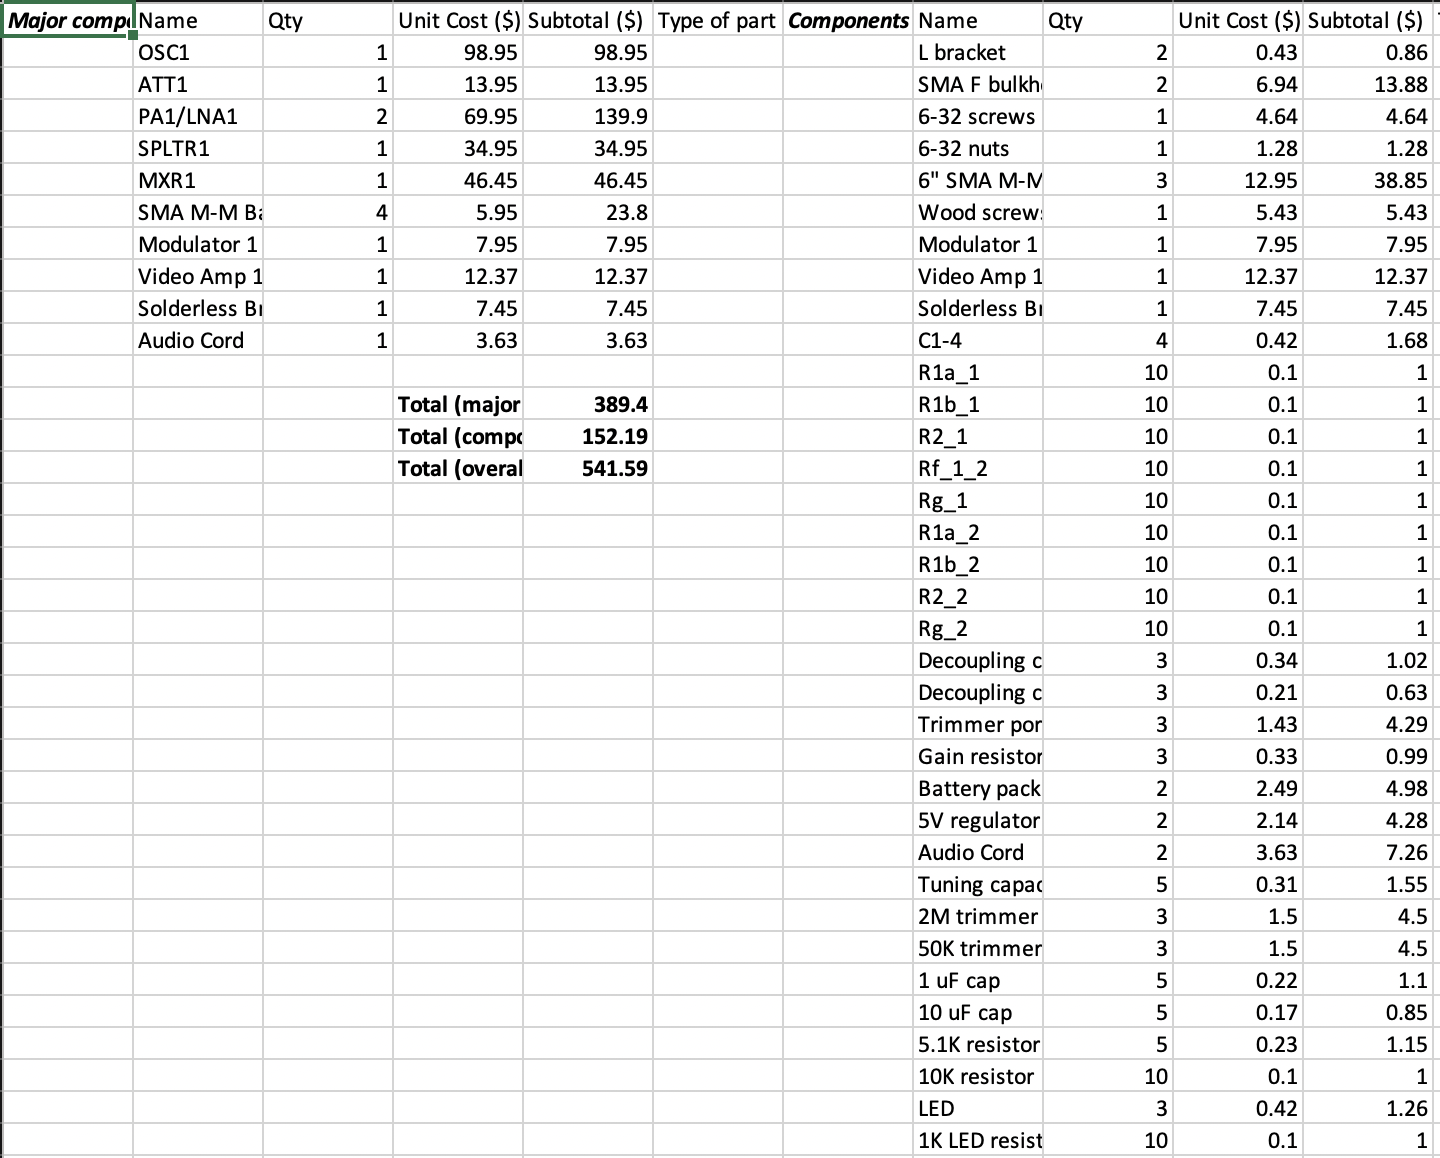 Major compo Name Qty Unit Cost ($) Subtotal ($) Type of part Components Name Qty Unit Cost ($) Subtotal ($)
OSC1 1 98.95 98.95 L bracket 2 0.43 0.86
ATT1 1 13.95 13.95 SMA F bulkh 2 6.94 13.88
PA1/LNA1 2 69.95 139.9 6-32 screws 1 4.64 4.64
SPLTR1 1 34.95 34.95 6-32 nuts 1 1.28 1.28
MXR1 1 46.45 46.45 6" SMA M-M 3 12.95 38.85
SMA M-M Ba 4 5.95 23.8 Wood screws 1 5.43 5.43
Modulator 1 1 7.95 7.95 Modulator 1 1 7.95 7.95
Video Amp 1 1 12.37 12.37 Video Amp 1 1 12.37 12.37
Solderless Br 1 7.45 7.45 Solderless Br 1 7.45 7.45
Audio Cord 1 3.63 3.63 C1-4 4 0.42 1.68
R1a_1 10 0.1 1
Total (major 389.4 R1b_1 10 0.1 1
Total (compo 152.19 R2_1 10 0.1 1
Total (overal 541.59 Rf_1_2 10 0.1 1
Rg_1 10 0.1 1
R1a_2 10 0.1 1
R1b_2 10 0.1 1
R2_2 10 0.1 1
Rg_2 10 0.1 1
Decoupling c 3 0.34 1.02
Decoupling c 3 0.21 0.63
Trimmer por 3 1.43 4.29
Gain resistor 3 0.33 0.99
Battery pack 2 2.49 4.98
5V regulator 2 2.14 4.28
Audio Cord 2 3.63 7.26
Tuning capac 5 0.31 1.55
2M trimmer 3 1.5 4.5
50K trimmer 3 1.5 4.5
1 uF cap 5 0.22 1.1
10 uF cap 5 0.17 0.85
5.1K resistor 5 0.23 1.15
10K resistor 10 0.1 1
LED 3 0.42 1.26
1K LED resist 10 0.1 1